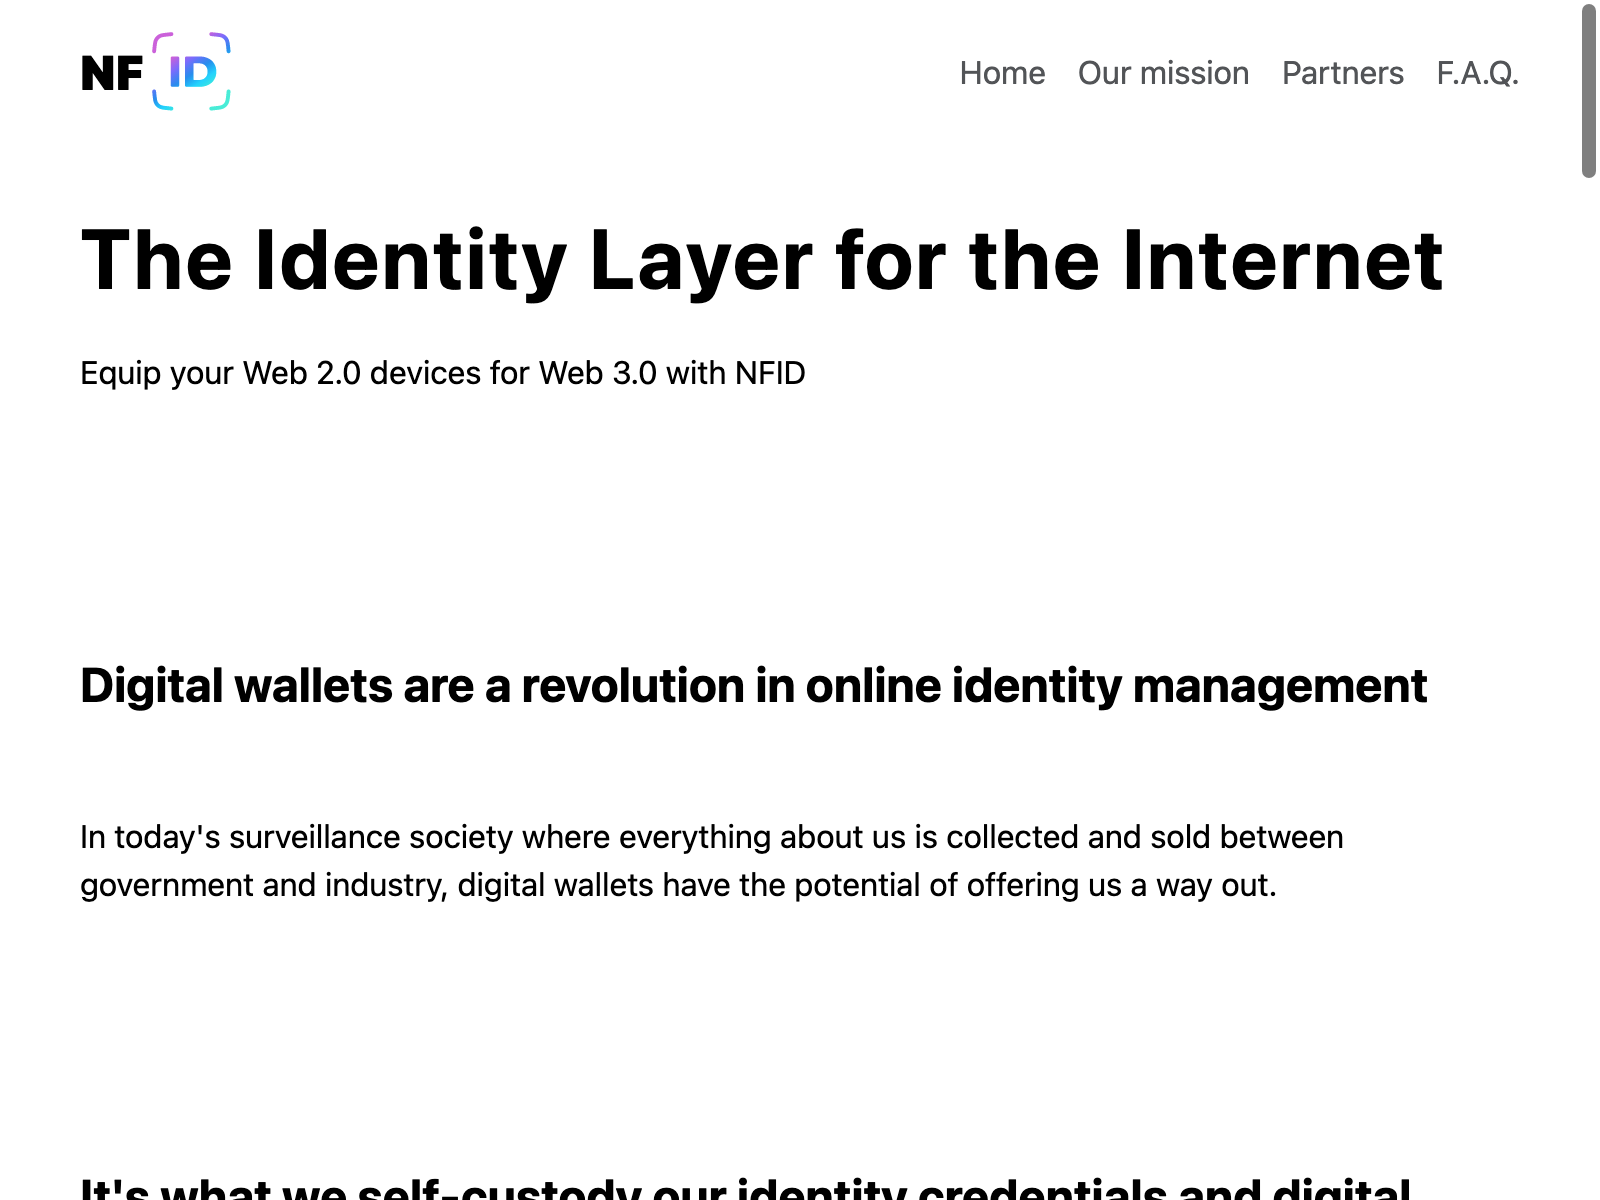 NF ID
Home Our mission Partners F.A.Q.
The Identity Layer for the Internet
Equip your Web 2.0 devices for Web 3.0 with NFID
Digital wallets are a revolution in online identity management
In today's surveillance society where everything about us is collected and sold between
government and industry, digital wallets have the potential of offering us a way out.
It's what we self-custody our identity credentials and digital